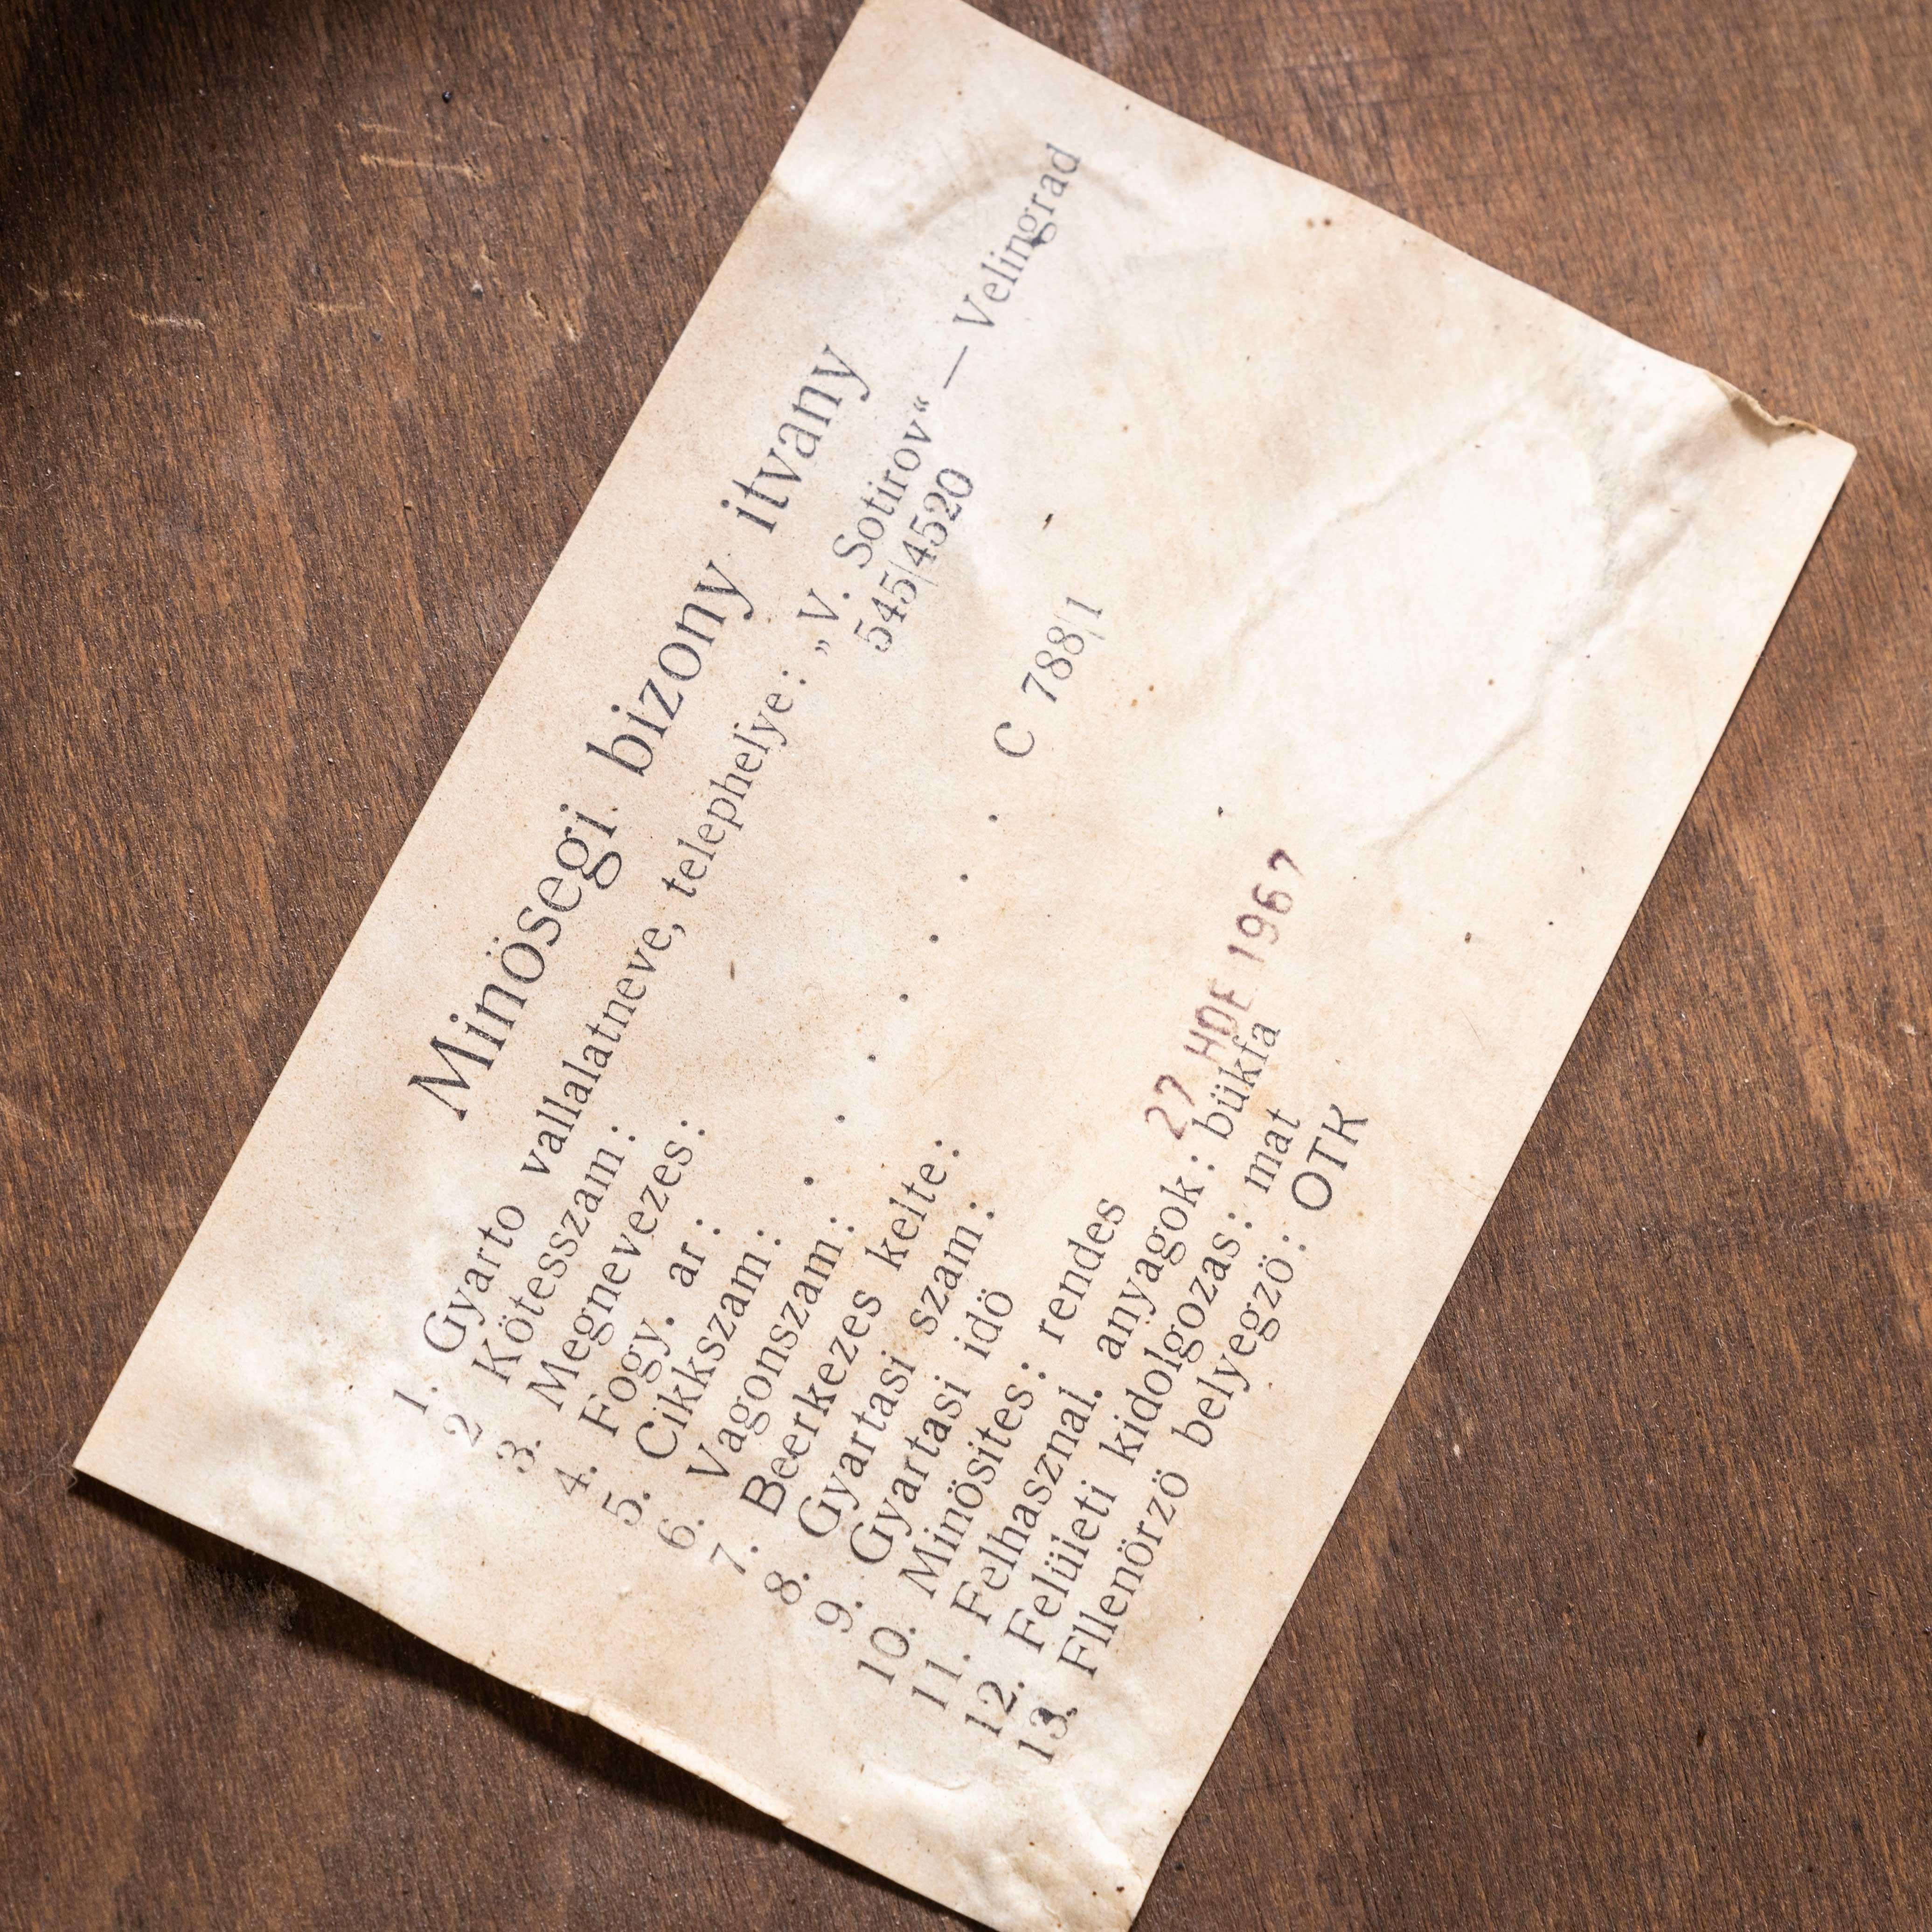 Minösegi bizony itvany
1. Gyarto vallalatneve, telephelye: „V. Sotirov“ — Velingrad
2 Kötesszam: 545/4520
3. Megnevezes:
4. Fogy. ar:
5. Cikkszam: . . . . . . . C 788/1
6. Vagonszam:
7. Beerkezes kelte:
8. Gyartasi szam:
9. Gyartasi idö
10. Minösites: rendes 27 НОЕ 1967
11. Felhasznal. anyagok: bükfa
12. Felületi kidolgozas: mat
13. Fllenörzö belyegzö: OTK